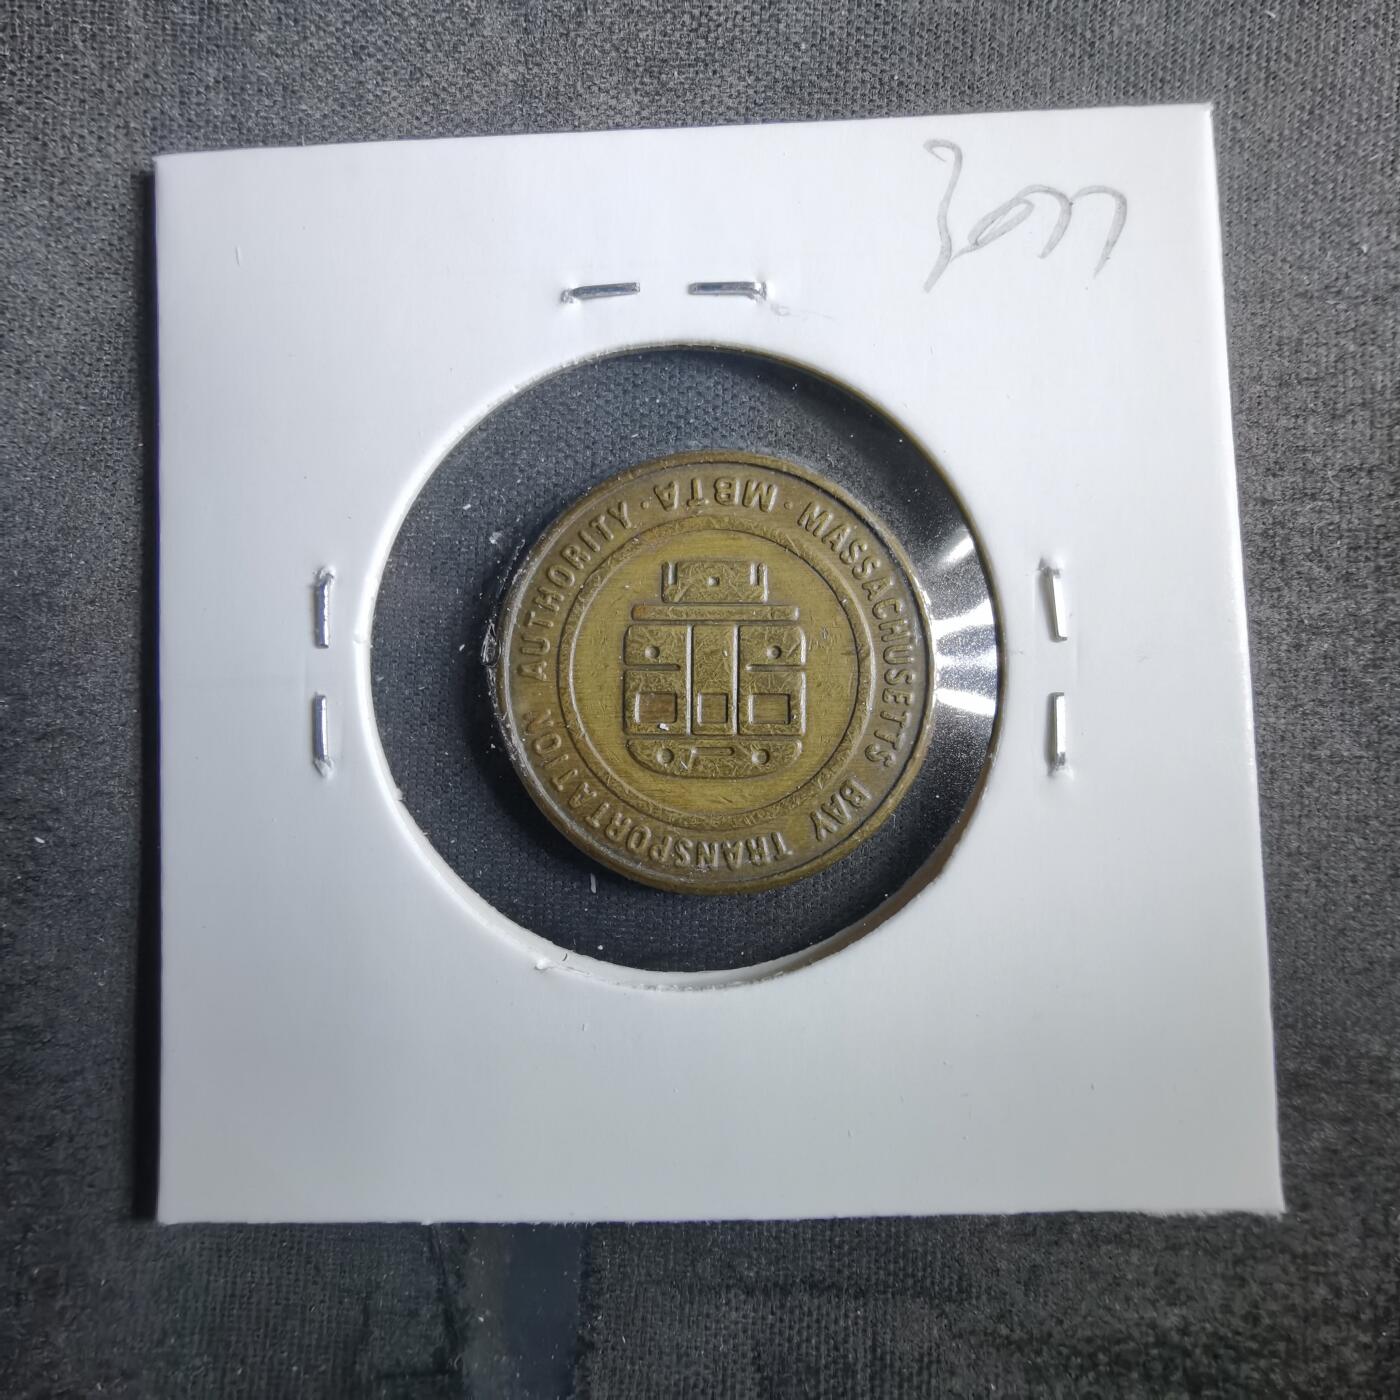 MASSACHUSETTS BAY TRANSPORTATION AUTHORITY · MBTA ·